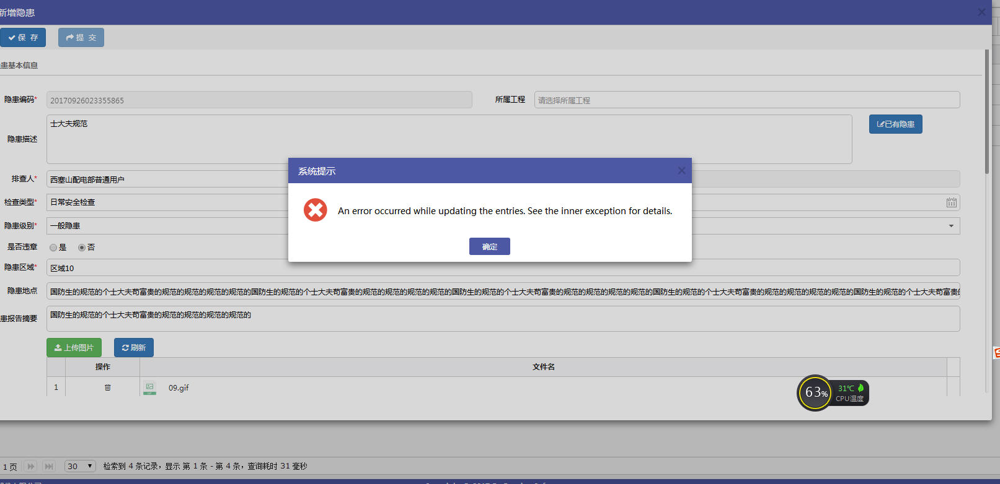 新增隐患
保 存 提 交
患基本信息
隐患编码* 20170926023355865 所属工程 请选择所属工程
隐患描述 士大夫规范 已有隐患
排查人* 西塞山配电部普通用户
检查类型* 日常安全检查
隐患级别* 一般隐患
是否违章 是 否
隐患区域* 区域10
隐患地点 国防生的规范的个士大夫苟富贵的规范的规范的规范的规范的国防生的规范的个士大夫苟富贵的规范的规范的规范的规范的国防生的规范的个士大夫苟富贵的规范的规范的规范的规范的国防生的规范的个士大夫苟富贵的规范的规范的规范的规范的国防生的规范的个士大夫苟富贵的
患报告摘要 国防生的规范的个士大夫苟富贵的规范的规范的规范的规范的
上传图片 刷新
操作 文件名
1 09.gif
系统提示
An error occurred while updating the entries. See the inner exception for details.
确定
63% 31℃
CPU温度
1 页 30 检索到 4 条记录，显示 第 1 条 - 第 4 条，查询耗时 31 毫秒